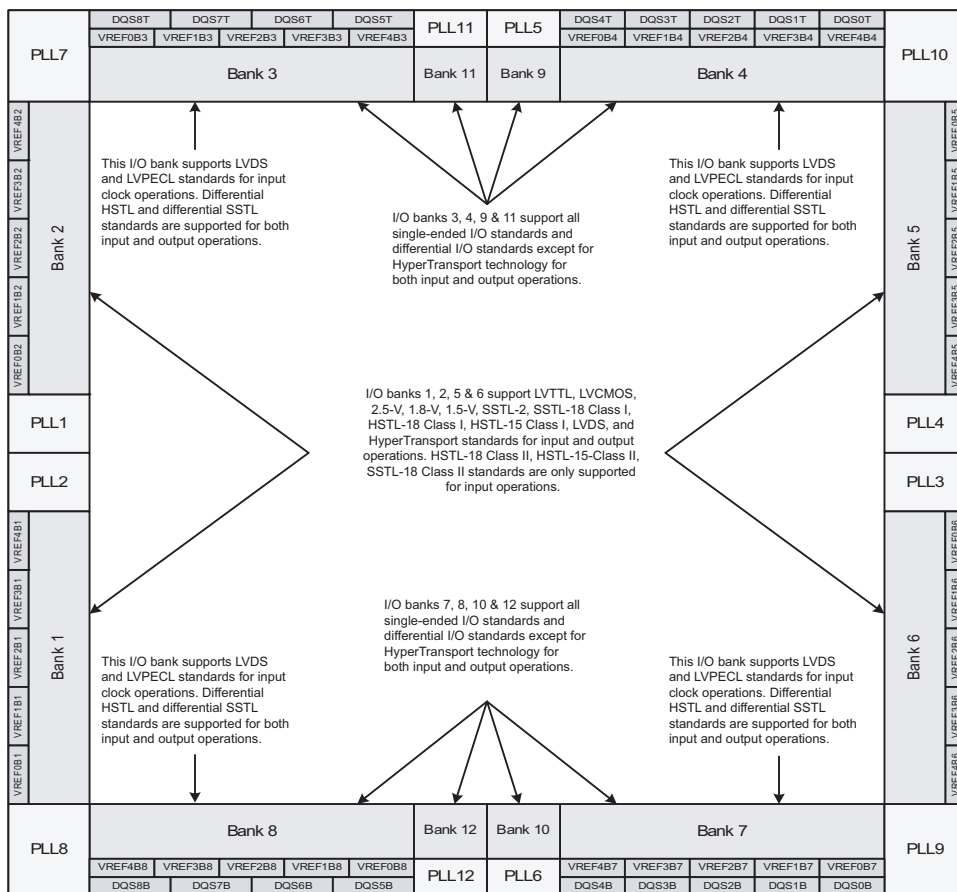 DQS8T DQS7T DQS6T DQS5T PLL11 PLL5 DQS4T DQS3T DQS2T DQS1T DQS0T
VREF0B3 VREF1B3 VREF2B3 VREF3B3 VREF4B3 VREF0B4 VREF1B4 VREF2B4 VREF3B4 VREF4B4
PLL7 PLL10
Bank 3 Bank 11 Bank 9 Bank 4
VREF4B2
VREF3B2
VREF2B2
VREF1B2
VREF0B2
Bank 2
This I/O bank supports LVDS
and LVPECL standards for input
clock operations. Differential
HSTL and differential SSTL
standards are supported for both
input and output operations.
I/O banks 3, 4, 9 & 11 support all
single-ended I/O standards and
differential I/O standards except for
HyperTransport technology for
both input and output operations.
This I/O bank supports LVDS
and LVPECL standards for input
clock operations. Differential
HSTL and differential SSTL
standards are supported for both
input and output operations.
Bank 5
VREF0B5
VREF1B5
VREF2B5
VREF3B5
VREF4B5
I/O banks 1, 2, 5 & 6 support LVTTL, LVCMOS,
2.5-V, 1.8-V, 1.5-V, SSTL-2, SSTL-18 Class I,
HSTL-18 Class I, HSTL-15 Class I, LVDS, and
HyperTransport standards for input and output
operations. HSTL-18 Class II, HSTL-15-Class II,
SSTL-18 Class II standards are only supported
for input operations.
PLL1 PLL4
PLL2 PLL3
VREF4B1
VREF3B1
VREF2B1
VREF1B1
VREF0B1
Bank 1
I/O banks 7, 8, 10 & 12 support all
single-ended I/O standards and
differential I/O standards except for
HyperTransport technology for
both input and output operations.
This I/O bank supports LVDS
and LVPECL standards for input
clock operations. Differential
HSTL and differential SSTL
standards are supported for both
input and output operations.
This I/O bank supports LVDS
and LVPECL standards for input
clock operations. Differential
HSTL and differential SSTL
standards are supported for both
input and output operations.
Bank 6
VREF0B6
VREF1B6
VREF2B6
VREF3B6
VREF4B6
Bank 8 Bank 12 Bank 10 Bank 7
PLL8 PLL9
VREF4B8 VREF3B8 VREF2B8 VREF1B8 VREF0B8 PLL12 PLL6 VREF4B7 VREF3B7 VREF2B7 VREF1B7 VREF0B7
DQS8B DQS7B DQS6B DQS5B DQS4B DQS3B DQS2B DQS1B DQS0B